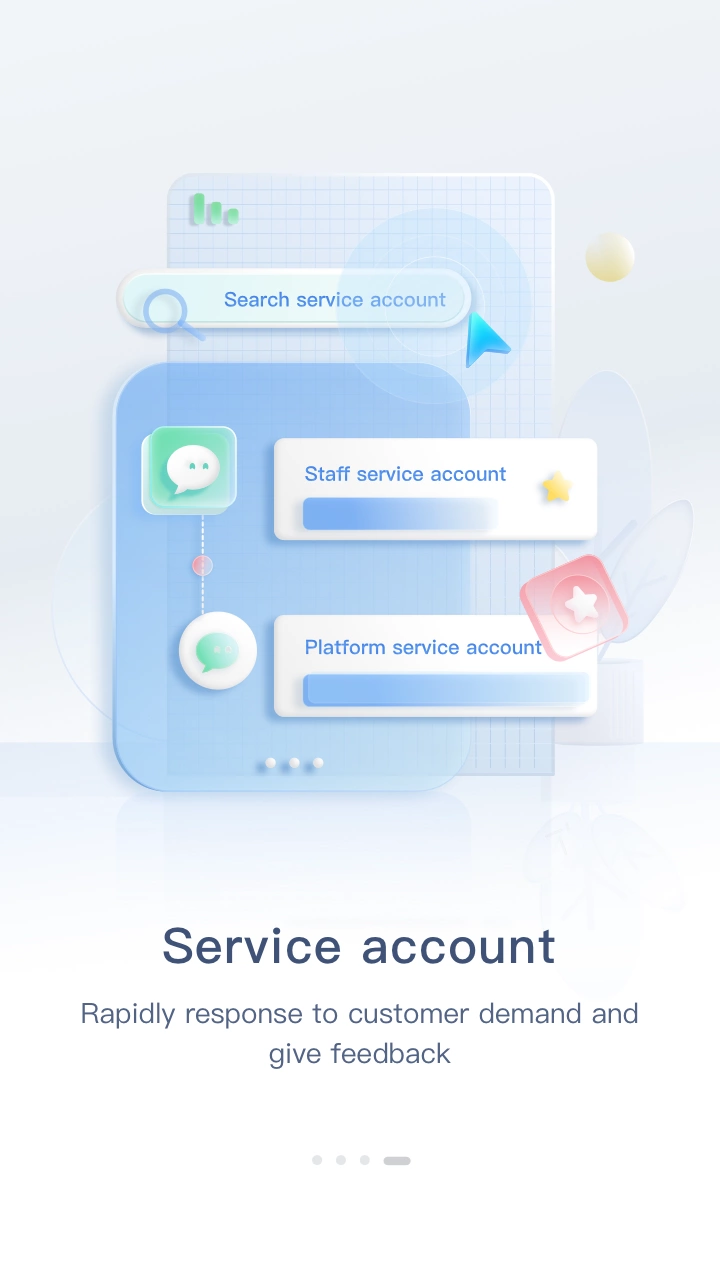 Search service account
Staff service account
Platform service account
Service account
Rapidly response to customer demand and
give feedback